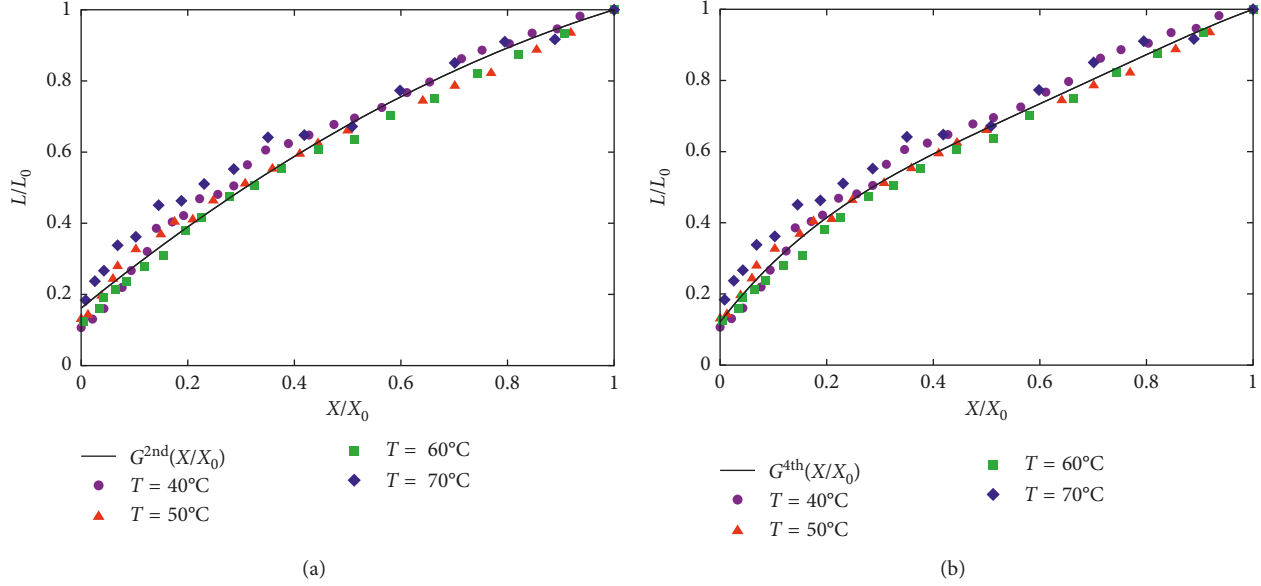 1
0.8
0.6
0.4
0.2
0
L/L₀
0 0.2 0.4 0.6 0.8 1
X/X₀
G²ⁿᵈ(X/X₀)
T = 40°C
T = 50°C
T = 60°C
T = 70°C
(a)
1
0.8
0.6
0.4
0.2
0
L/L₀
0 0.2 0.4 0.6 0.8 1
X/X₀
G⁴ᵗʰ(X/X₀)
T = 40°C
T = 50°C
T = 60°C
T = 70°C
(b)